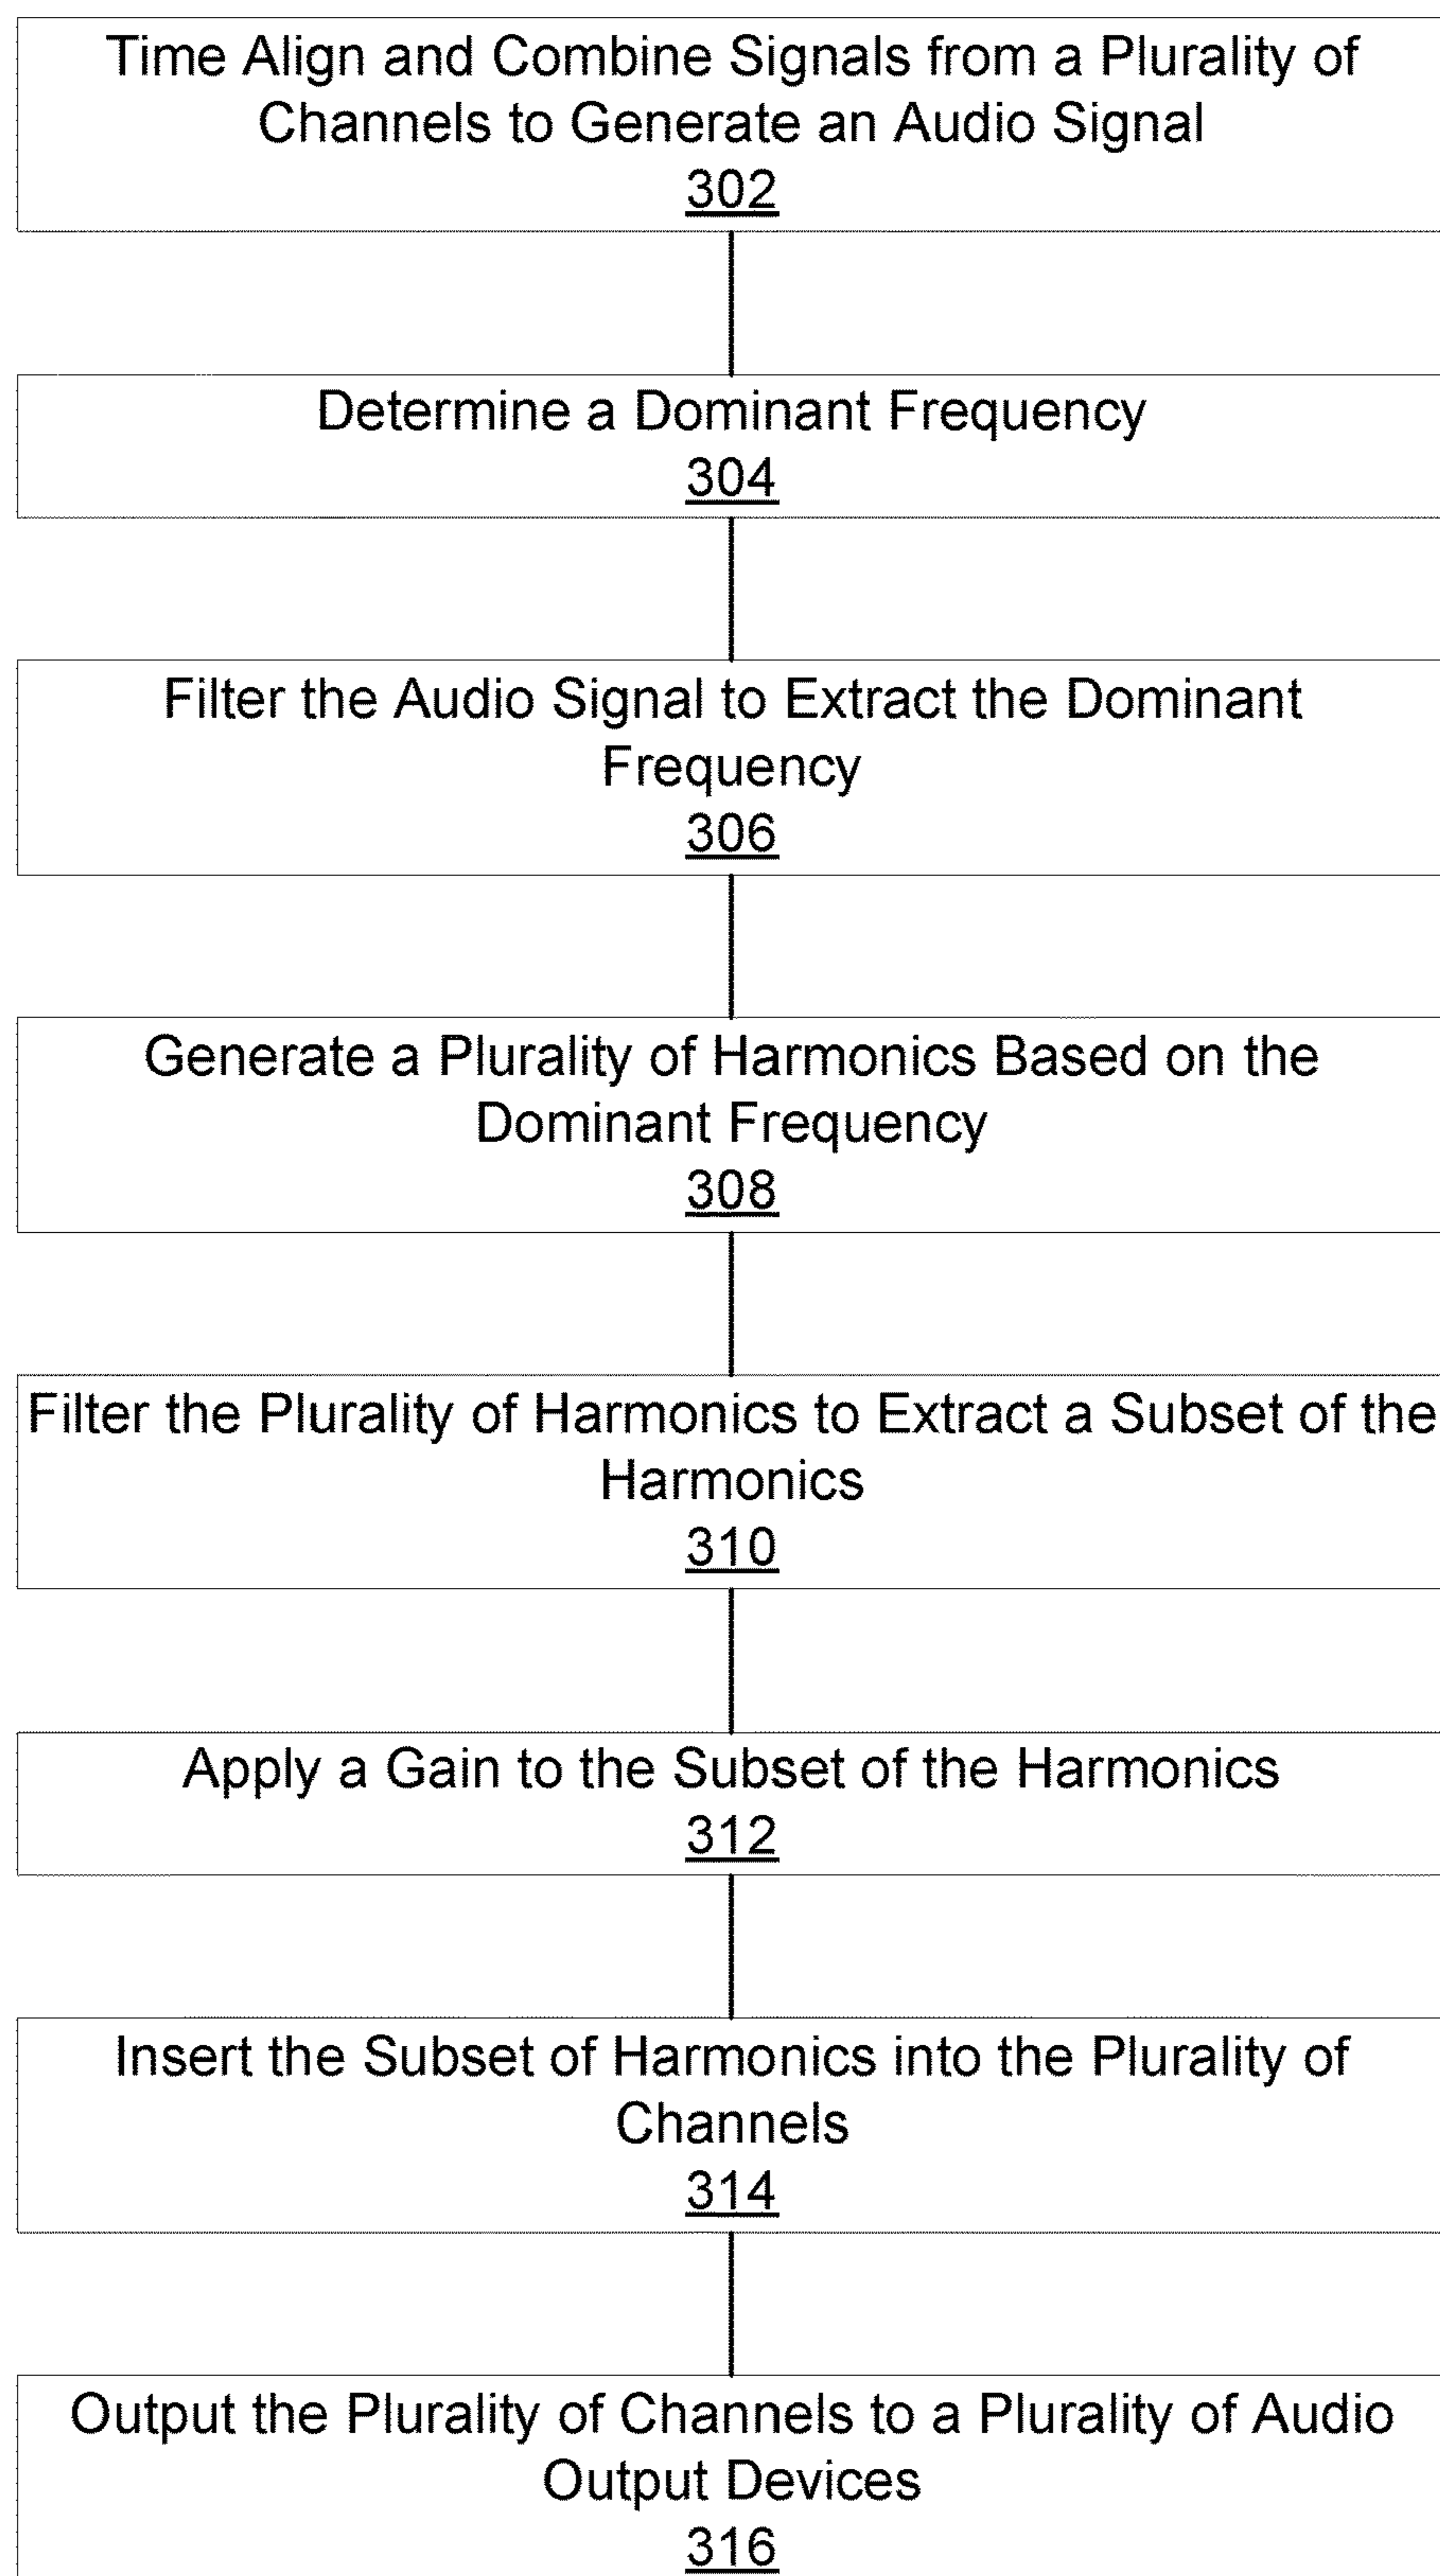 Time Align and Combine Signals from a Plurality of
Channels to Generate an Audio Signal
302
Determine a Dominant Frequency
304
Filter the Audio Signal to Extract the Dominant
Frequency
306
Generate a Plurality of Harmonics Based on the
Dominant Frequency
308
Filter the Plurality of Harmonics to Extract a Subset of the
Harmonics
310
Apply a Gain to the Subset of the Harmonics
312
Insert the Subset of Harmonics into the Plurality of
Channels
314
Output the Plurality of Channels to a Plurality of Audio
Output Devices
316